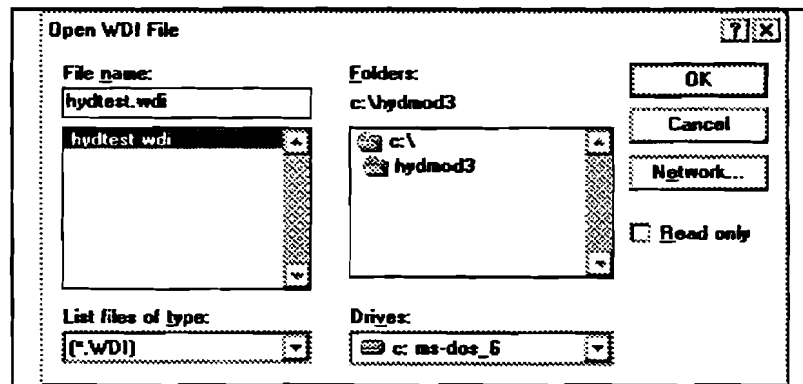 Open WDI File
File name:
hydtest.wdi
hydtest.wdi
List files of type:
(*.WDI)
Folders:
c:\hydmod3
c:\
hydmod3
Drives:
c: ms-dos_6
OK
Cancel
Network...
Read only